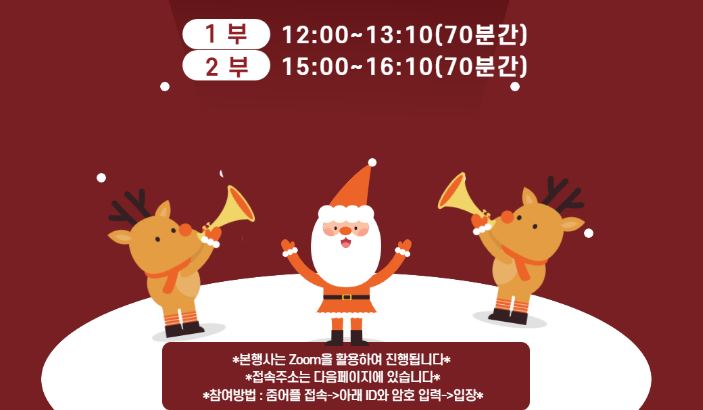 1 부 12:00~13:10(70분간)
2 부 15:00~16:10(70분간)
*본행사는 Zoom을 활용하여 진행됩니다*
*접속주소는 다음페이지에 있습니다*
*참여방법 : 줌어플 접속->아래 ID와 암호 입력->입장*